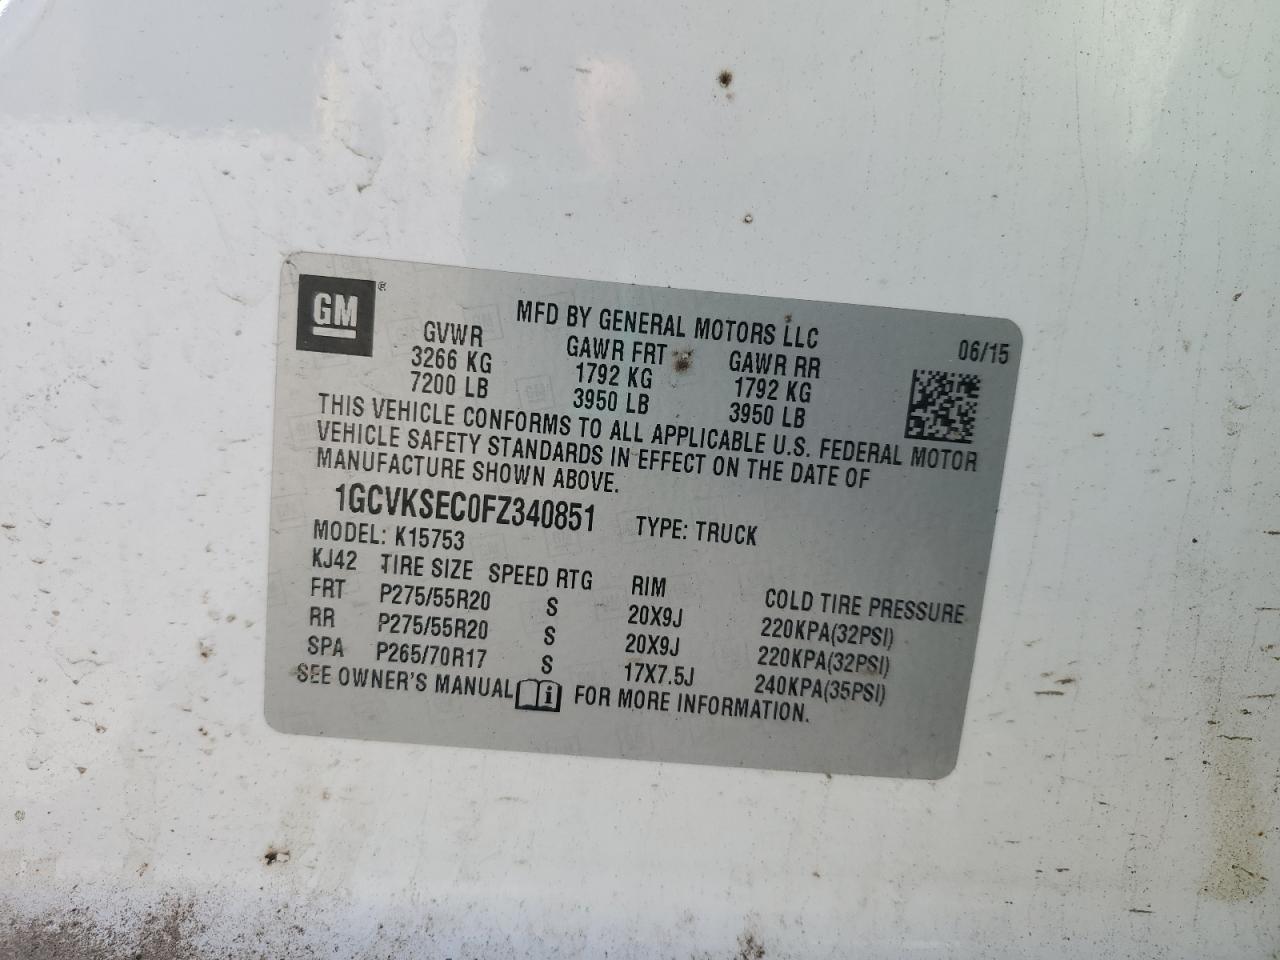 GM ®
MFD BY GENERAL MOTORS LLC
06/15
GVWR GAWR FRT GAWR RR
3266 KG 1792 KG 1792 KG
7200 LB 3950 LB 3950 LB
THIS VEHICLE CONFORMS TO ALL APPLICABLE U.S. FEDERAL MOTOR
VEHICLE SAFETY STANDARDS IN EFFECT ON THE DATE OF
MANUFACTURE SHOWN ABOVE.
1GCVKSEC0FZ340851 TYPE: TRUCK
MODEL: K15753
KJ42 TIRE SIZE SPEED RTG RIM COLD TIRE PRESSURE
FRT P275/55R20 S 20X9J 220KPA(32PSI)
RR P275/55R20 S 20X9J 220KPA(32PSI)
SPA P265/70R17 S 17X7.5J 240KPA(35PSI)
SEE OWNER'S MANUAL i FOR MORE INFORMATION.